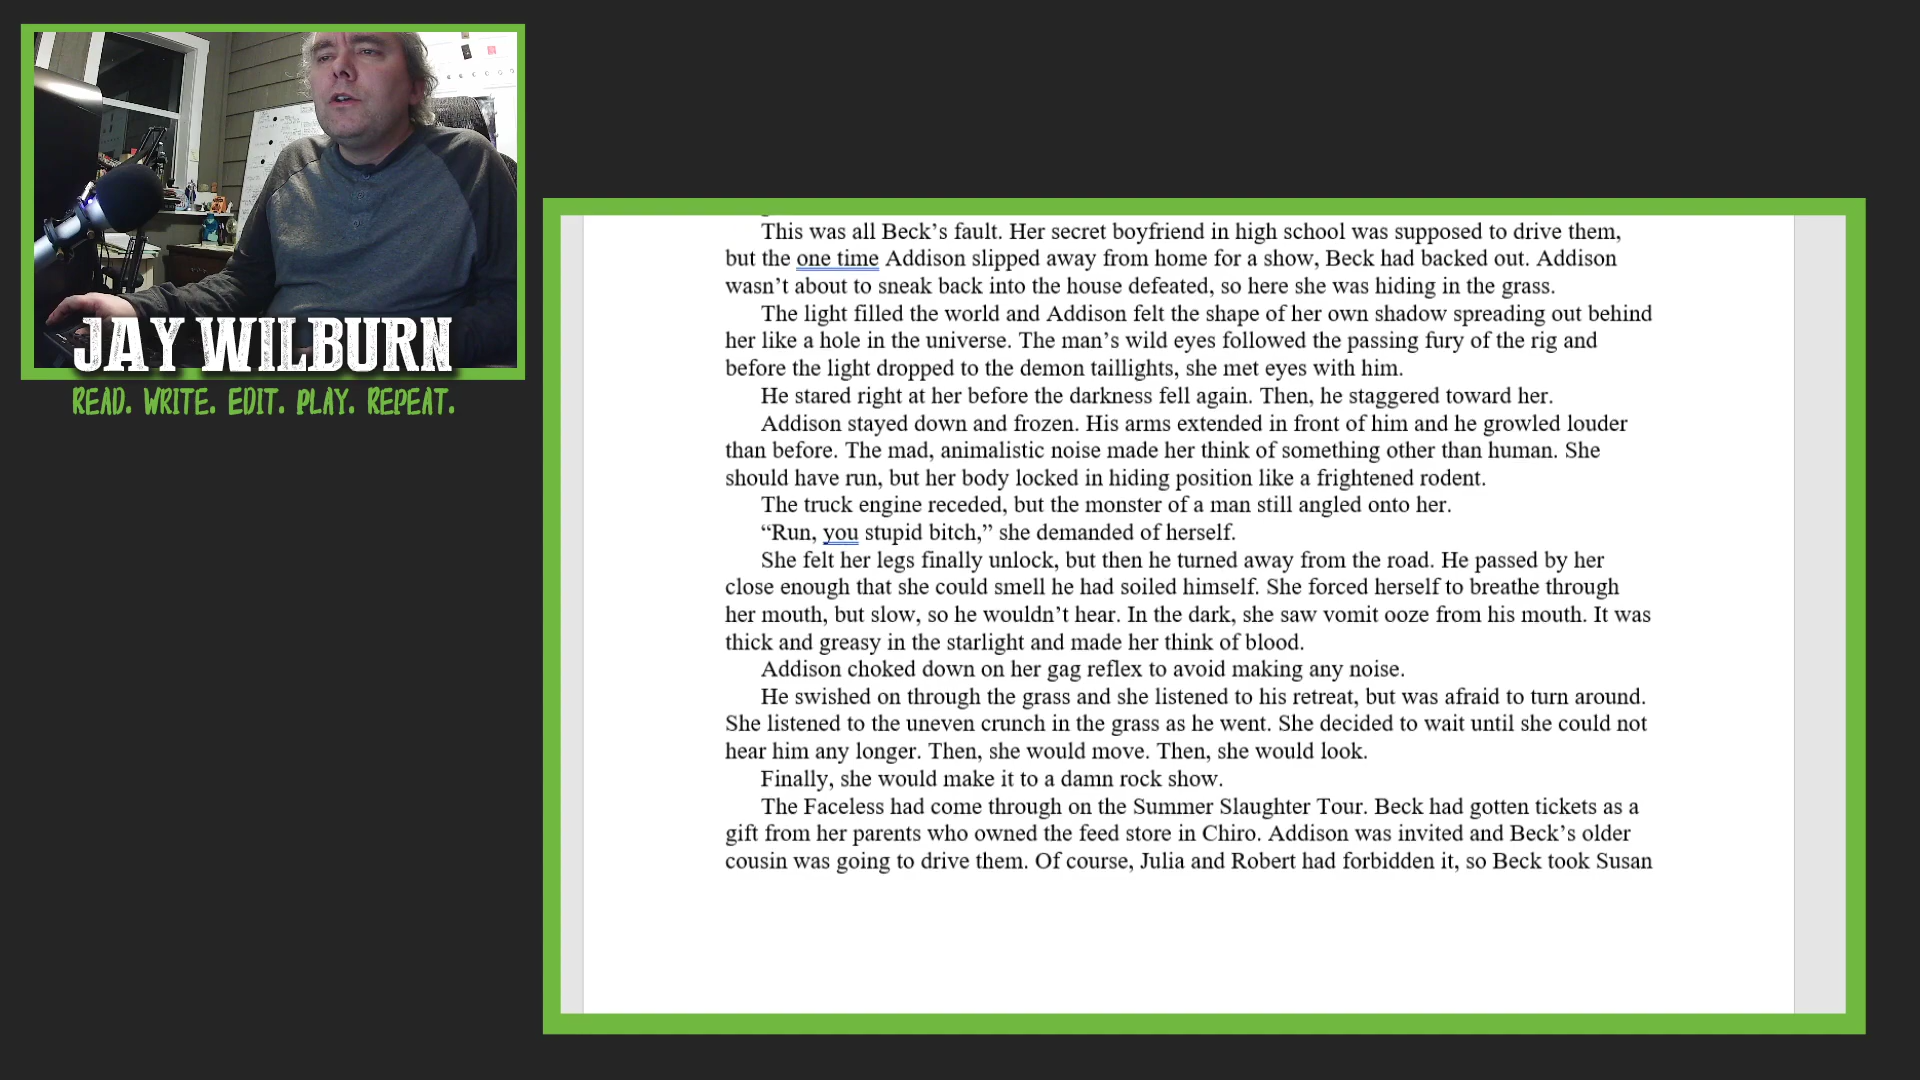 JAY WILBURN
READ. WRITE. EDIT. PLAY. REPEAT.
This was all Beck’s fault. Her secret boyfriend in high school was supposed to drive them,
but the one time Addison slipped away from home for a show, Beck had backed out. Addison
wasn’t about to sneak back into the house defeated, so here she was hiding in the grass.
The light filled the world and Addison felt the shape of her own shadow spreading out behind
her like a hole in the universe. The man’s wild eyes followed the passing fury of the rig and
before the light dropped to the demon taillights, she met eyes with him.
He stared right at her before the darkness fell again. Then, he staggered toward her.
Addison stayed down and frozen. His arms extended in front of him and he growled louder
than before. The mad, animalistic noise made her think of something other than human. She
should have run, but her body locked in hiding position like a frightened rodent.
The truck engine receded, but the monster of a man still angled onto her.
“Run, you stupid bitch,” she demanded of herself.
She felt her legs finally unlock, but then he turned away from the road. He passed by her
close enough that she could smell he had soiled himself. She forced herself to breathe through
her mouth, but slow, so he wouldn’t hear. In the dark, she saw vomit ooze from his mouth. It was
thick and greasy in the starlight and made her think of blood.
Addison choked down on her gag reflex to avoid making any noise.
He swished on through the grass and she listened to his retreat, but was afraid to turn around.
She listened to the uneven crunch in the grass as he went. She decided to wait until she could not
hear him any longer. Then, she would move. Then, she would look.
Finally, she would make it to a damn rock show.
The Faceless had come through on the Summer Slaughter Tour. Beck had gotten tickets as a
gift from her parents who owned the feed store in Chiro. Addison was invited and Beck’s older
cousin was going to drive them. Of course, Julia and Robert had forbidden it, so Beck took Susan